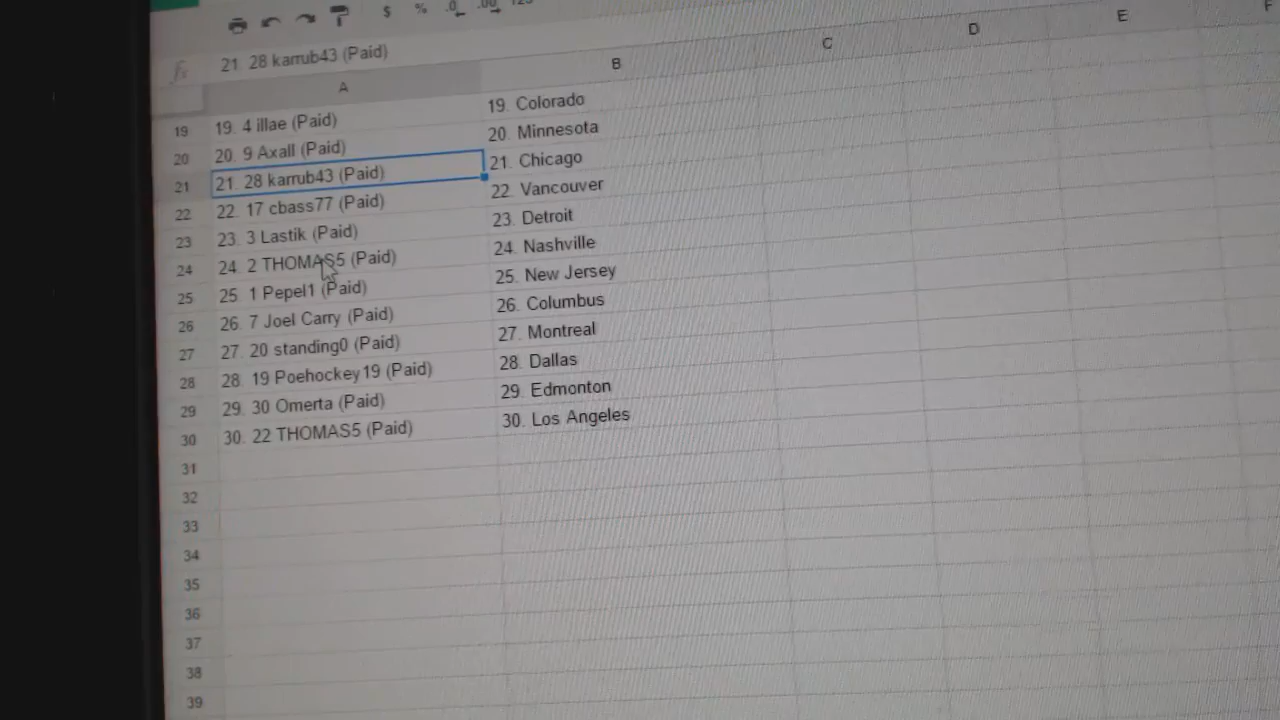 $ % .0 .00 123
fx 21. 28 karrub43 (Paid)
A B C D E F
19 19. 4 illae (Paid) 19. Colorado
20 20. 9 Axall (Paid) 20. Minnesota
21 21. 28 karrub43 (Paid) 21. Chicago
22 22. 17 cbass77 (Paid) 22. Vancouver
23 23. 3 Lastik (Paid) 23. Detroit
24 24. 2 THOMAS5 (Paid) 24. Nashville
25 25. 1 Pepel1 (Paid) 25. New Jersey
26 26. 7 Joel Carry (Paid) 26. Columbus
27 27. 20 standing0 (Paid) 27. Montreal
28 28. 19 Poehockey19 (Paid) 28. Dallas
29 29. 30 Omerta (Paid) 29. Edmonton
30 30. 22 THOMAS5 (Paid) 30. Los Angeles
31
32
33
34
35
36
37
38
39